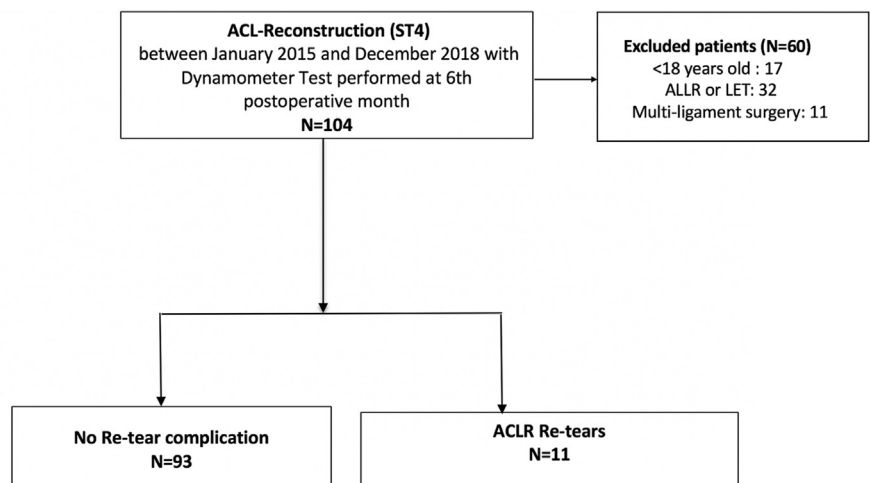 ACL-Reconstruction (ST4)
between January 2015 and December 2018 with
Dynamometer Test performed at 6th
postoperative month
N=104
Excluded patients (N=60)
<18 years old : 17
ALLR or LET: 32
Multi-ligament surgery: 11
No Re-tear complication
N=93
ACLR Re-tears
N=11